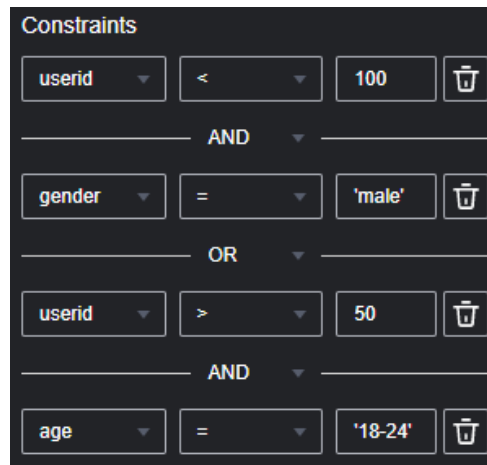 Constraints
userid < 100
AND
gender = 'male'
OR
userid > 50
AND
age = '18-24'